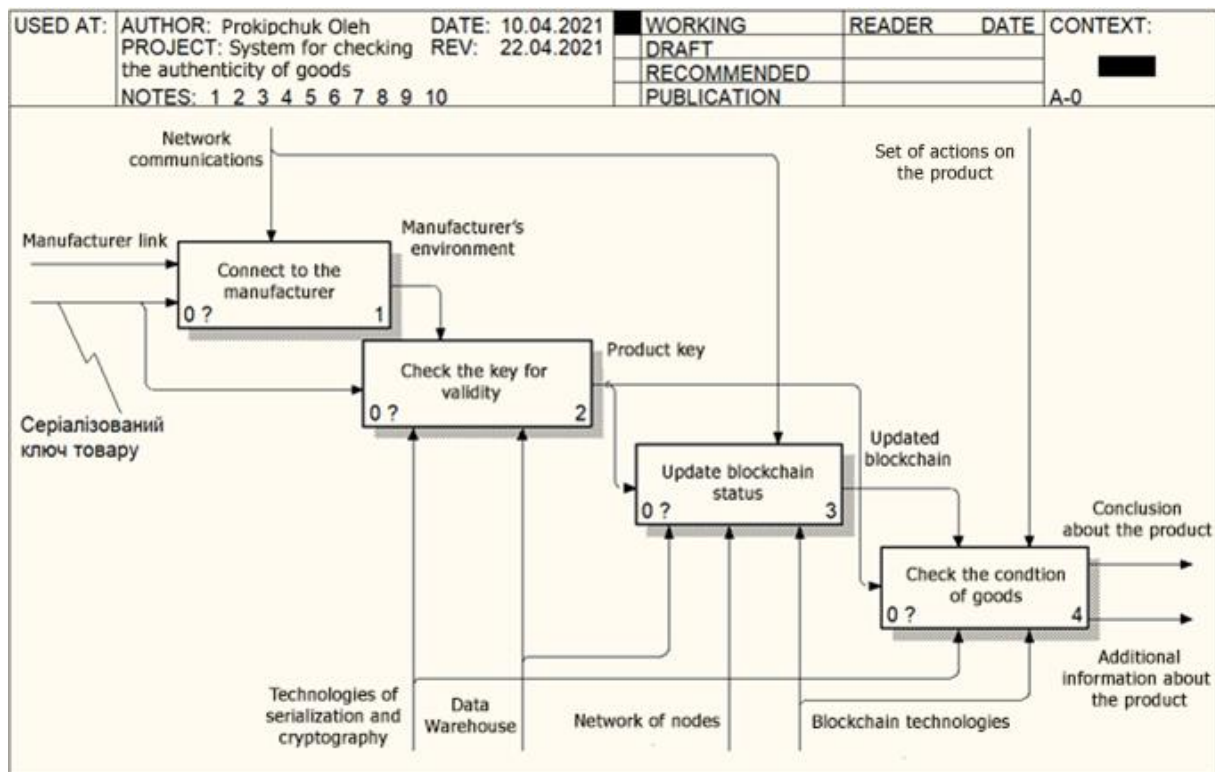 USED AT:
AUTHOR: Prokipchuk Oleh
DATE: 10.04.2021
PROJECT: System for checking
REV: 22.04.2021
the authenticity of goods
NOTES: 1 2 3 4 5 6 7 8 9 10
WORKING
DRAFT
RECOMMENDED
PUBLICATION
READER DATE
CONTEXT:
A-0
Network
communications
Set of actions on
the product
Manufacturer link
Manufacturer's
environment
Connect to the
manufacturer
0 ? 1
Product key
Check the key for
validity
0 ? 2
Серіалізований
ключ товару
Updated
blockchain
Update blockchain
status
0 ? 3
Conclusion
about the product
Check the condtion
of goods
0 ? 4
Additional
information about
the product
Technologies of
serialization and
cryptography
Data
Warehouse
Network of nodes
Blockchain technologies